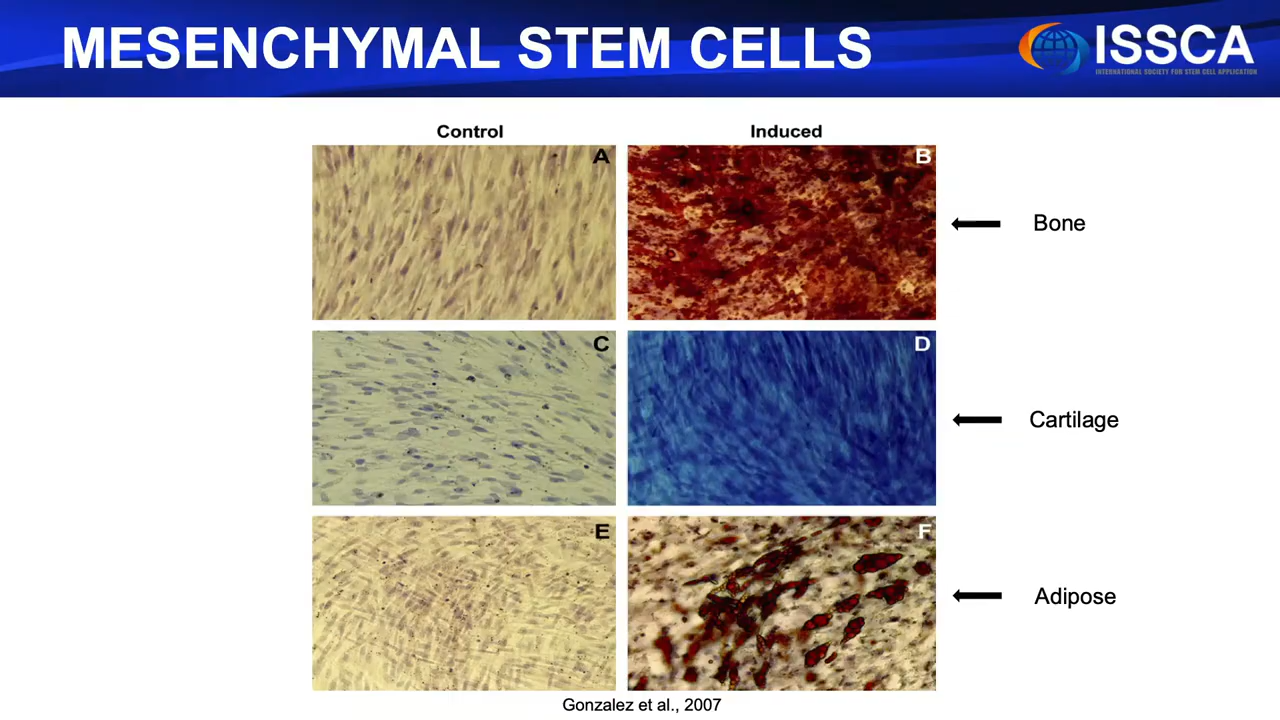 MESENCHYMAL STEM CELLS
ISSCA
INTERNATIONAL SOCIETY FOR STEM CELL APPLICATION
Control
Induced
A
B
Bone
C
D
Cartilage
E
F
Adipose
Gonzalez et al., 2007